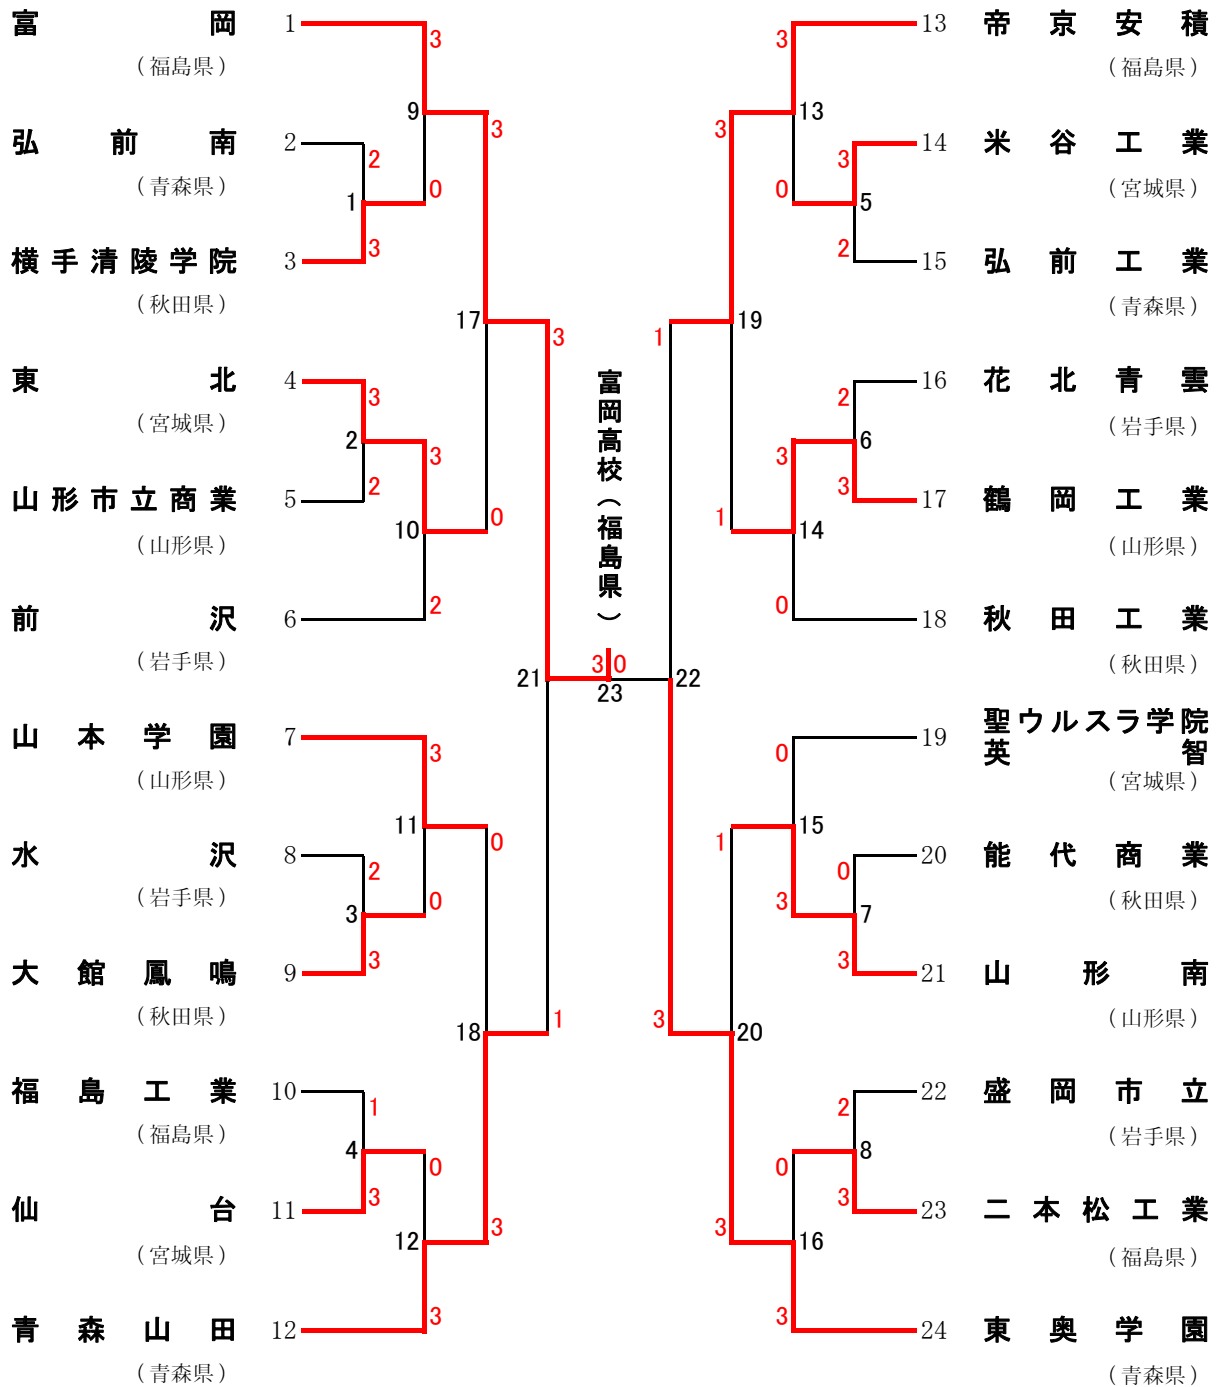 富岡 1
（福島県）
弘前南 2
（青森県）
横手清陵学院 3
（秋田県）
東北 4
（宮城県）
山形市立商業 5
（山形県）
前沢 6
（岩手県）
山本学園 7
（山形県）
水沢 8
（岩手県）
大館鳳鳴 9
（秋田県）
福島工業 10
（福島県）
仙台 11
（宮城県）
青森山田 12
（青森県）
3
9
3
2
0
1
3
17
3
3
2
3
2
10
0
2
3
11
0
2
0
3
3
18
1
1
4
0
3
12
3
3
富岡高校（福島県）
21
3 0
23
22
3
13
3
3
0
5
2
1
19
2
3
6
3
1
14
0
0
15
1
0
3
7
3
3
20
2
0
8
3
3
16
3
13 帝京安積
（福島県）
14 米谷工業
（宮城県）
15 弘前工業
（青森県）
16 花北青雲
（岩手県）
17 鶴岡工業
（山形県）
18 秋田工業
（秋田県）
19 聖ウルスラ学院
英智
（宮城県）
20 能代商業
（秋田県）
21 山形南
（山形県）
22 盛岡市立
（岩手県）
23 二本松工業
（福島県）
24 東奥学園
（青森県）